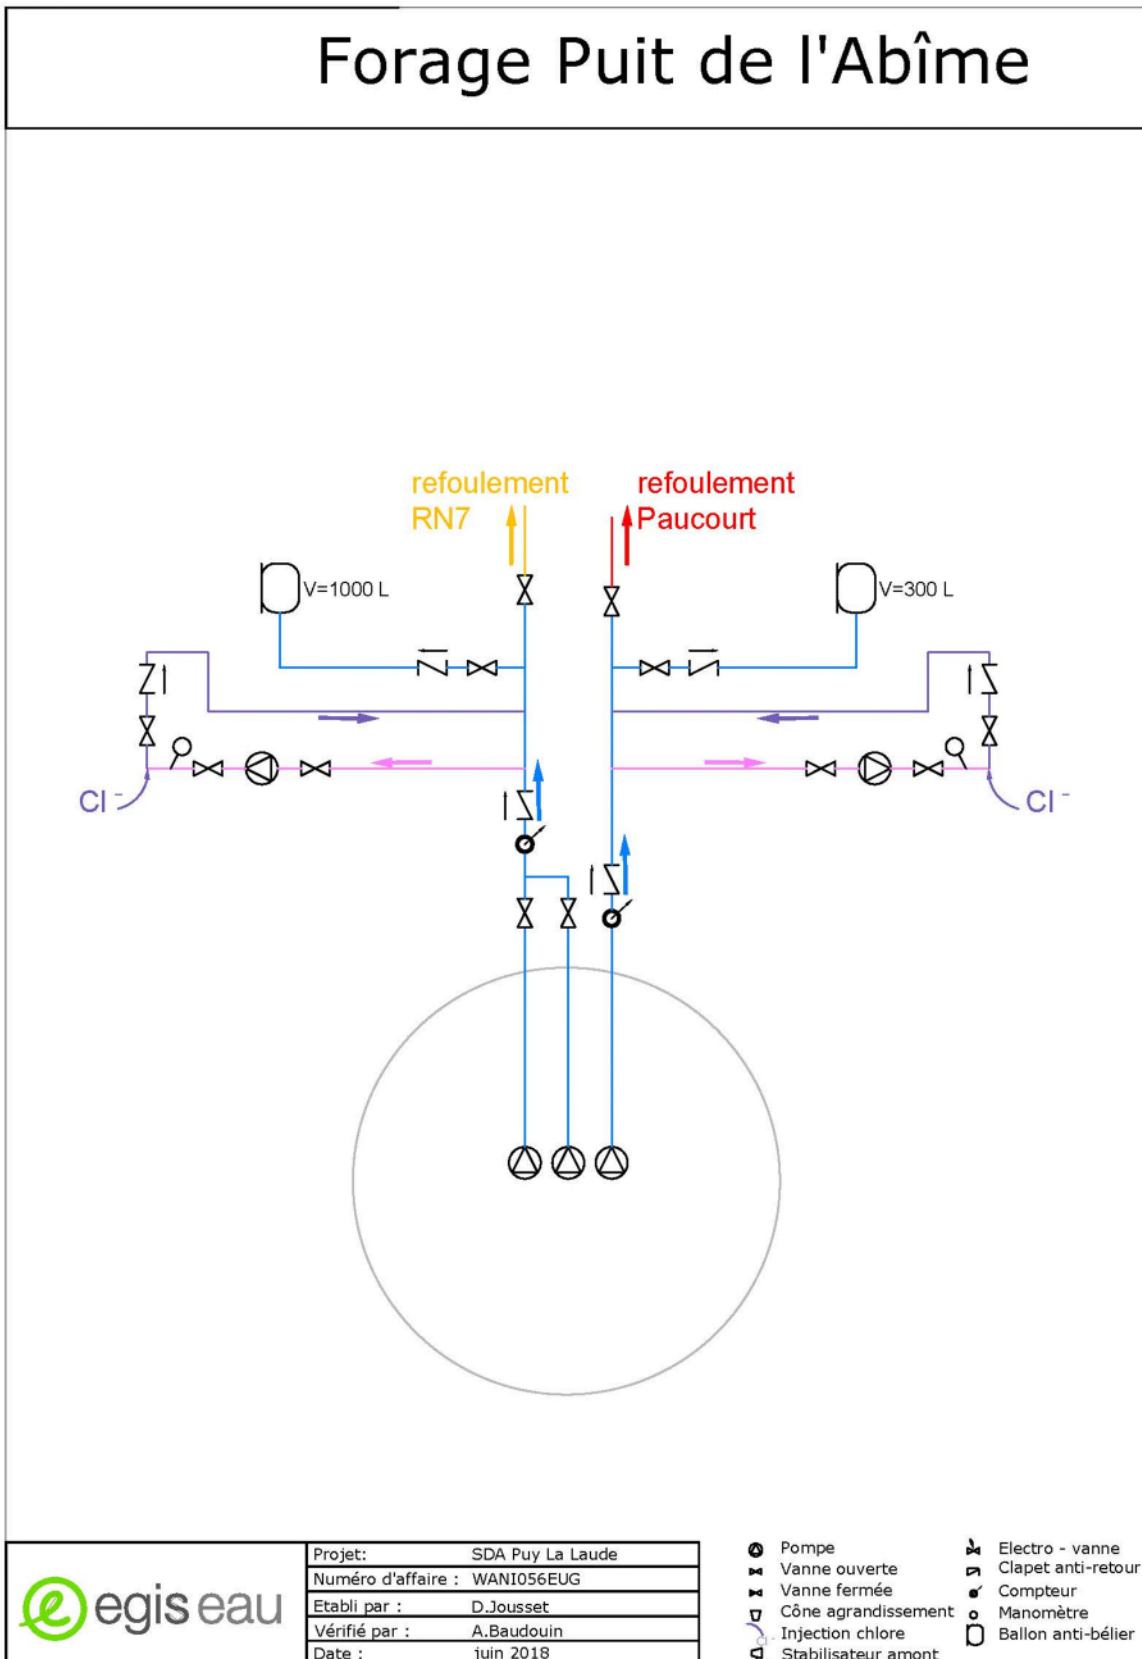 Forage Puit de l'Abîme
refoulement
RN7
refoulement
Paucourt
V=1000 L
V=300 L
Cl -
Cl -
egis eau
Projet: SDA Puy La Laude
Numéro d'affaire : WANI056EUG
Etabli par : D.Jousset
Vérifié par : A.Baudouin
Date : juin 2018
Pompe
Vanne ouverte
Vanne fermée
Cône agrandissement
Cl - Injection chlore
Stabilisateur amont
Electro - vanne
Clapet anti-retour
Compteur
Manomètre
Ballon anti-bélier